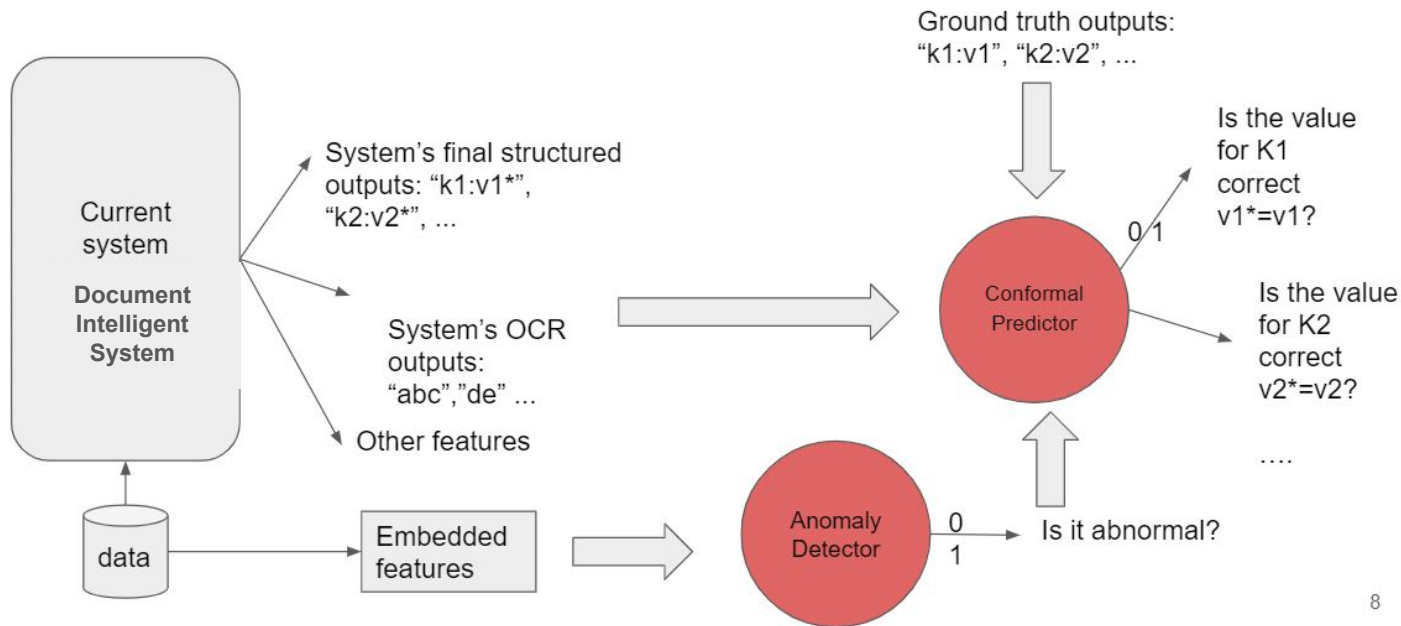 Ground truth outputs:
“k1:v1”, “k2:v2”, ...
Current
system
Document
Intelligent
System
System’s final structured
outputs: “k1:v1*”,
“k2:v2*”, ...
System’s OCR
outputs:
“abc”,”de” ...
Other features
Conformal
Predictor
0 1
Is the value
for K1
correct
v1*=v1?
Is the value
for K2
correct
v2*=v2?
....
data
Embedded
features
Anomaly
Detector
0
1
Is it abnormal?
8